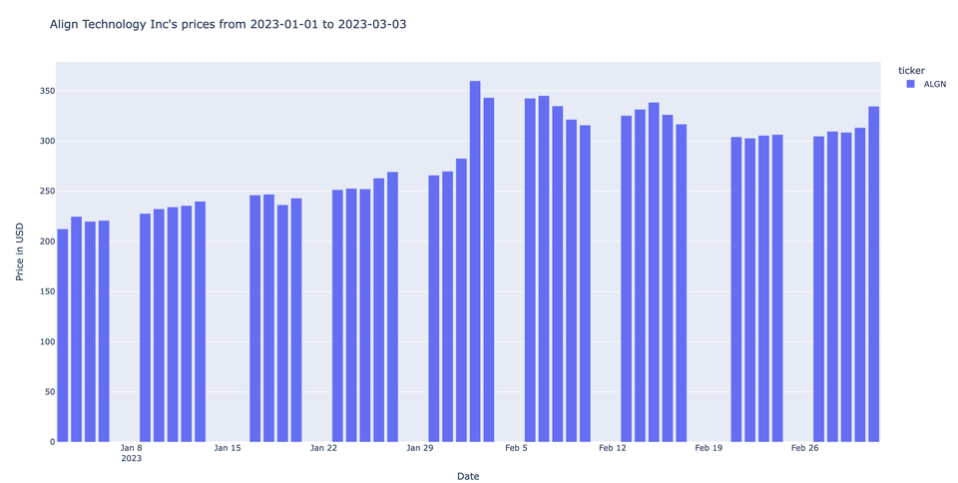 Align Technology Inc's prices from 2023-01-01 to 2023-03-03
ticker
ALGN
Price in USD
350
300
250
200
150
100
50
0
Jan 8
2023
Jan 15
Jan 22
Jan 29
Feb 5
Feb 12
Feb 19
Feb 26
Date